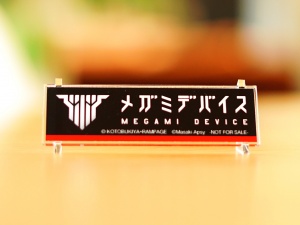 メガミデバイス
MEGAMI DEVICE
© KOTOBUKIYA・RAMPAGE ©Masaki Apsy -NOT FOR SALE-